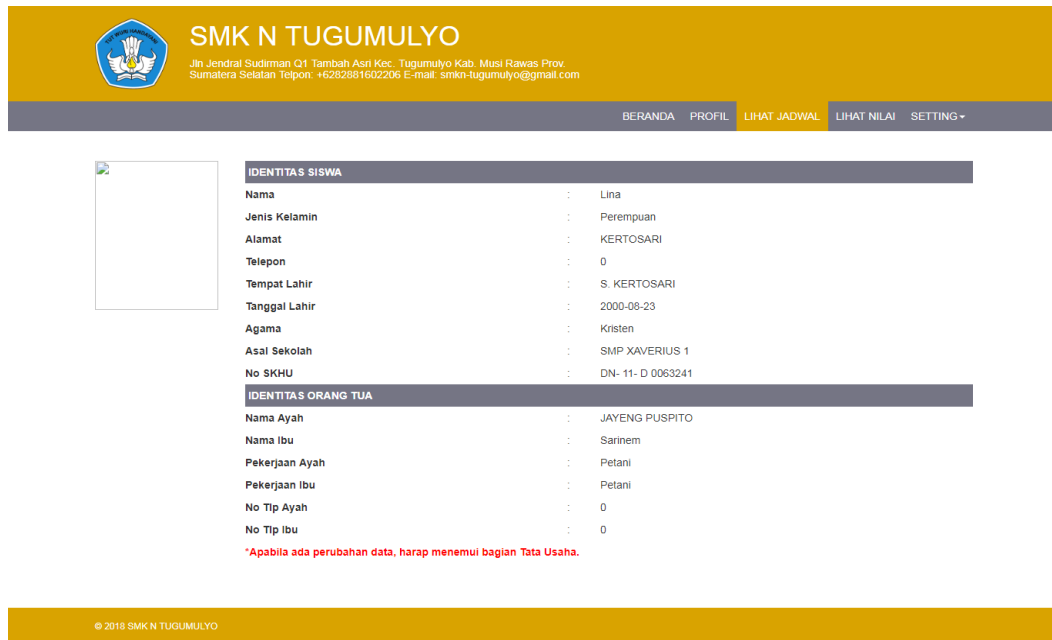 TUT WURI HANDAYANI
SMK N TUGUMULYO
Jln Jendral Sudirman Q1 Tambah Asri Kec. Tugumulyo Kab. Musi Rawas Prov.
Sumatera Selatan Telpon: +6282881602206 E-mail: smkn-tugumulyo@gmail.com
BERANDA PROFIL LIHAT JADWAL LIHAT NILAI SETTING
IDENTITAS SISWA
Nama : Lina
Jenis Kelamin : Perempuan
Alamat : KERTOSARI
Telepon : 0
Tempat Lahir : S. KERTOSARI
Tanggal Lahir : 2000-08-23
Agama : Kristen
Asal Sekolah : SMP XAVERIUS 1
No SKHU : DN- 11- D 0063241
IDENTITAS ORANG TUA
Nama Ayah : JAYENG PUSPITO
Nama Ibu : Sarinem
Pekerjaan Ayah : Petani
Pekerjaan Ibu : Petani
No Tlp Ayah : 0
No Tlp Ibu : 0
*Apabila ada perubahan data, harap menemui bagian Tata Usaha.
© 2018 SMK N TUGUMULYO